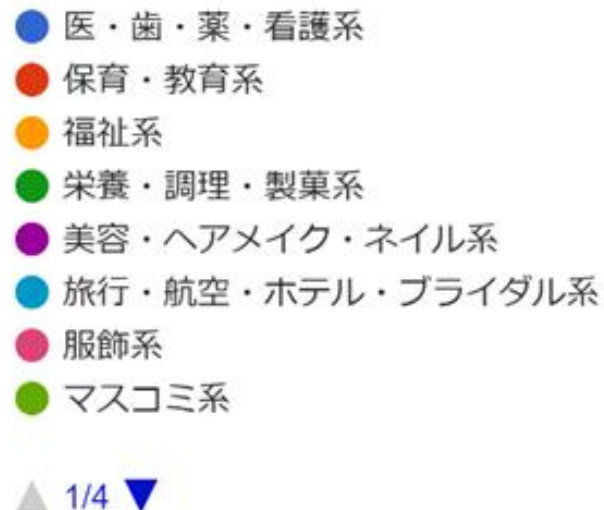 医・歯・薬・看護系
保育・教育系
福祉系
栄養・調理・製菓系
美容・ヘアメイク・ネイル系
旅行・航空・ホテル・ブライダル系
服飾系
マスコミ系
1/4